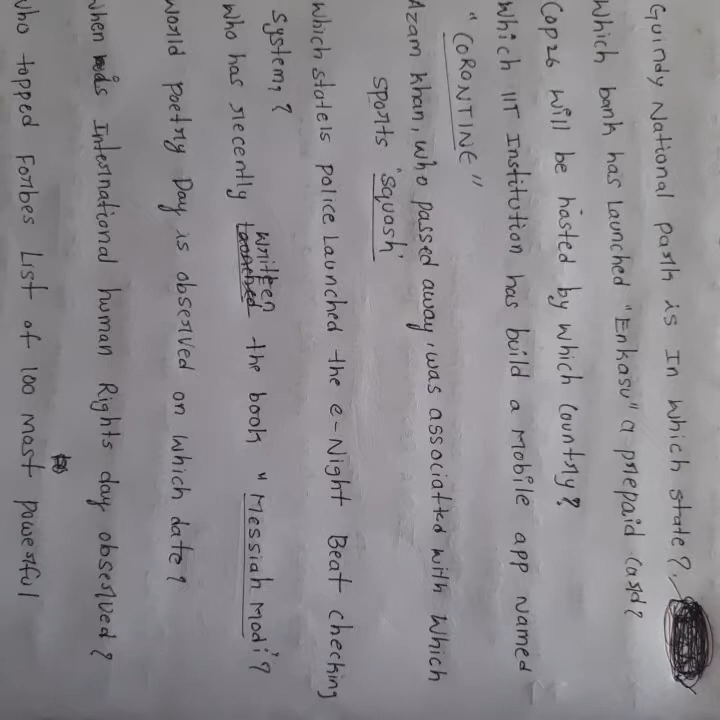 Guindy National park is In which state?
Which bank has launched "Enkasu" a prepaid card?
Cop26 will be hosted by which country?
Which IIT Institution has build a mobile app named
"CORONTINE"
Azam Khan, who passed away, was associatted with which
sports 'squash'
Which state's police Launched the e-Night Beat checking
system,?
Who has recently Launched written the book "Messiah Modi"?
World Poetry Day is observed on which date?
When is International human Rights day observed?
who topped Forbes List of 100 most powerful